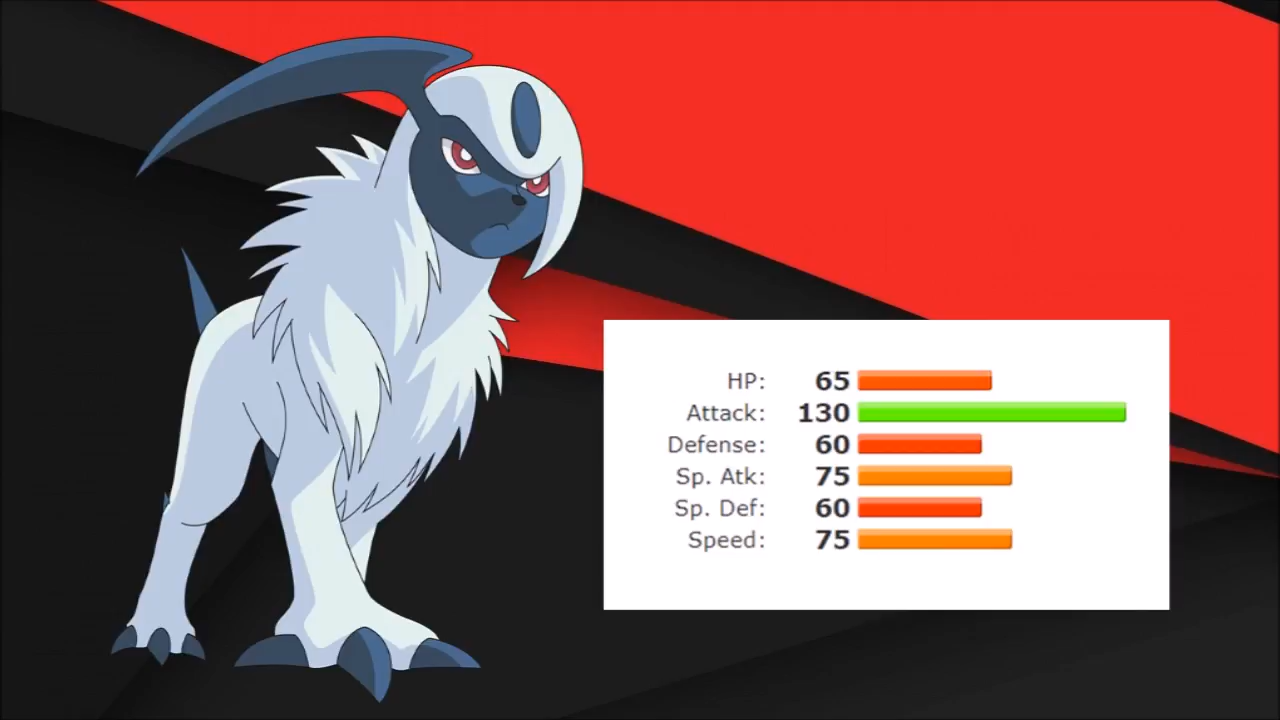 HP: 65
Attack: 130
Defense: 60
Sp. Atk: 75
Sp. Def: 60
Speed: 75